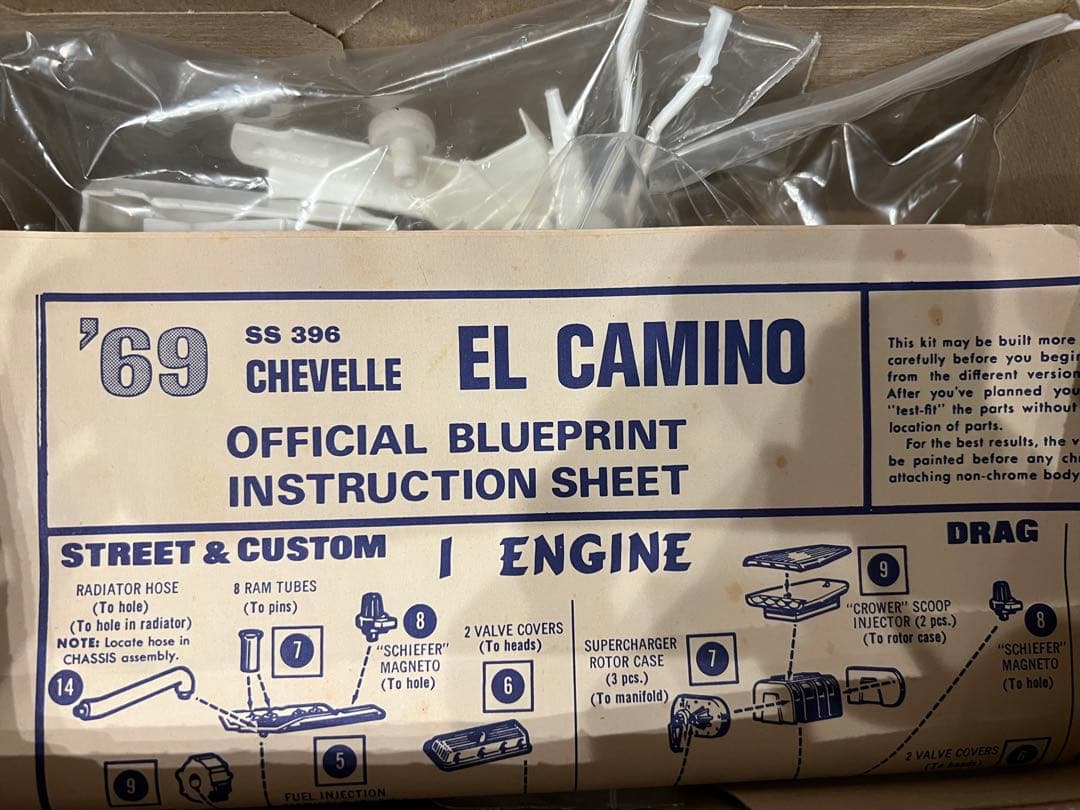 '69
SS 396
CHEVELLE
EL CAMINO
OFFICIAL BLUEPRINT
INSTRUCTION SHEET
This kit may be built more
carefully before you begin
from the different version
After you've planned you
"test-fit" the parts without
location of parts.
For the best results, the
be painted before any
attaching non-chrome body
STREET & CUSTOM
1 ENGINE
DRAG
RADIATOR HOSE
(To hole)
(To hole in radiator)
NOTE: Locate hose in
CHASSIS assembly.
14
8 RAM TUBES
(To pins)
7
8
"SCHIEFER"
MAGNETO
(To hole)
2 VALVE COVERS
(To heads)
6
5
FUEL INJECTION
9
SUPERCHARGER
ROTOR CASE
(3 pcs.)
(To manifold)
7
9
"CROWER" SCOOP
INJECTOR (2 pcs.)
(To rotor case)
8
"SCHIEFER"
MAGNETO
(To hole)
2 VALVE COVERS
(To heads)
6